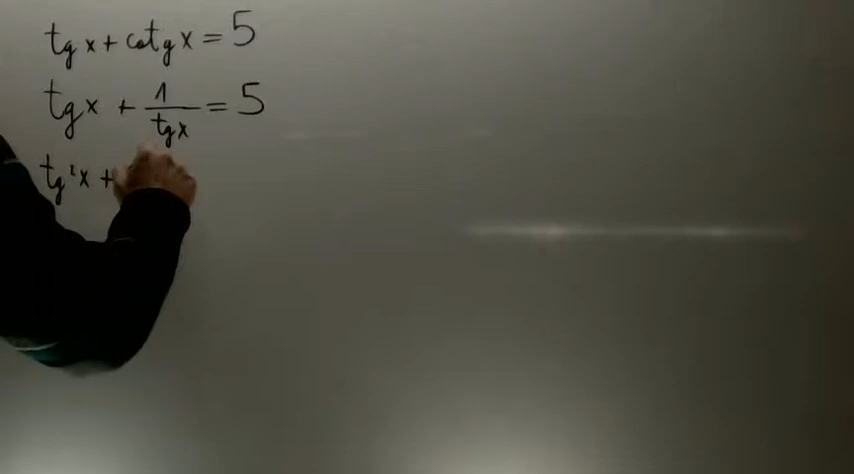 tg x + cotg x = 5
tg x + 1/tg x = 5
tg²x +